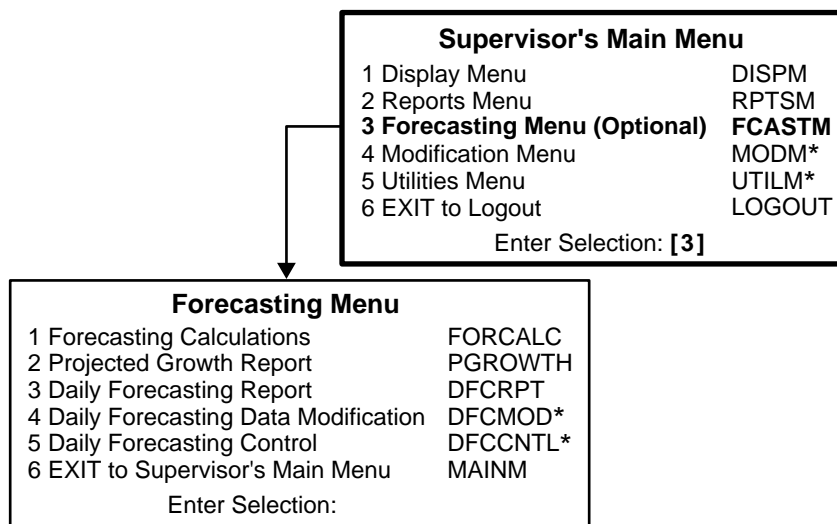 Supervisor's Main Menu
1 Display Menu DISPM
2 Reports Menu RPTSM
3 Forecasting Menu (Optional) FCASTM
4 Modification Menu MODM*
5 Utilities Menu UTILM*
6 EXIT to Logout LOGOUT
Enter Selection: [3]
Forecasting Menu
1 Forecasting Calculations FORCALC
2 Projected Growth Report PGROWTH
3 Daily Forecasting Report DFCRPT
4 Daily Forecasting Data Modification DFCMOD*
5 Daily Forecasting Control DFCCNTL*
6 EXIT to Supervisor's Main Menu MAINM
Enter Selection: